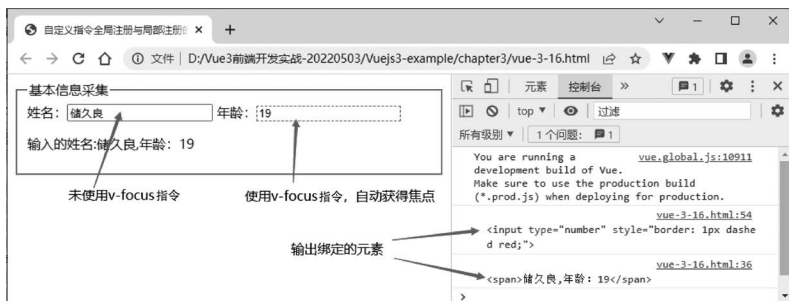 自定义指令全局注册与局部注册
文件 | D:/Vue3前端开发实战-20220503/Vuejs3-example/chapter3/vue-3-16.html
基本信息采集
姓名: 储久良 年龄: 19
输入的姓名:储久良,年龄: 19
未使用v-focus指令
使用v-focus指令，自动获得焦点
输出绑定的元素
元素 控制台 » 1
top ▼ 过滤
所有级别 ▼ 1 个问题: 1
You are running a vue.global.js:10911
development build of Vue.
Make sure to use the production build
(*.prod.js) when deploying for production.
vue-3-16.html:54
<input type="number" style="border: 1px dashe
d red;">
vue-3-16.html:36
<span>储久良,年龄: 19</span>
>